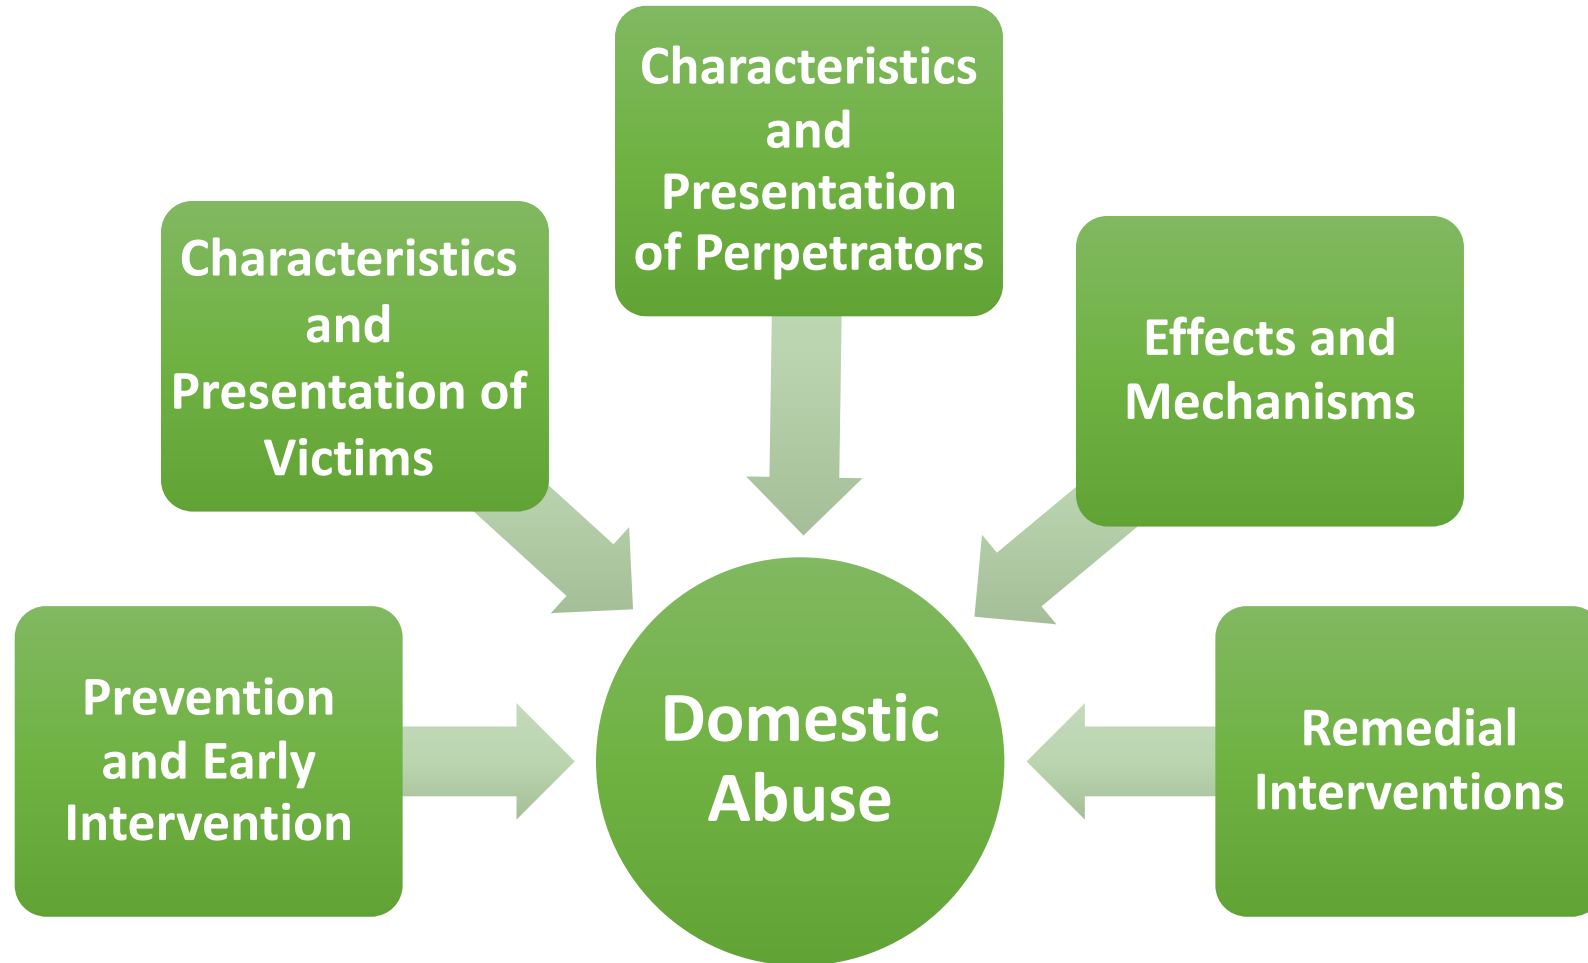 Characteristics
and
Presentation
of Perpetrators
Characteristics
and
Presentation of
Victims
Effects and
Mechanisms
Prevention
and Early
Intervention
Domestic
Abuse
Remedial
Interventions